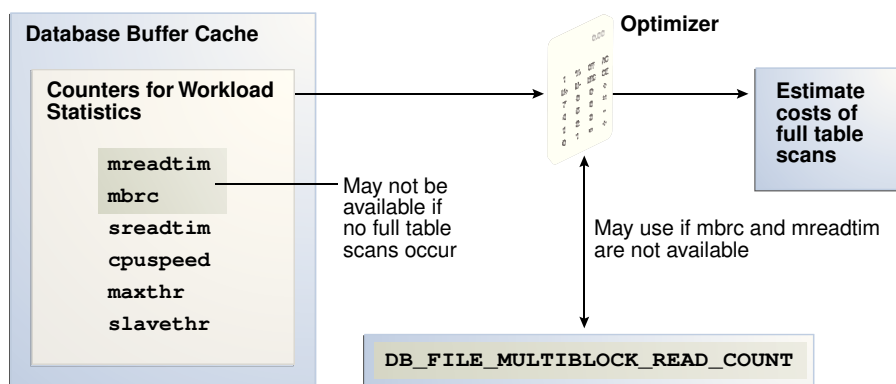 Database Buffer Cache
Counters for Workload
Statistics
mreadtim
mbrc
sreadtim
cpuspeed
maxthr
slavethr
May not be
available if
no full table
scans occur
Optimizer
0.00
Estimate
costs of
full table
scans
May use if mbrc and mreadtim
are not available
DB_FILE_MULTIBLOCK_READ_COUNT